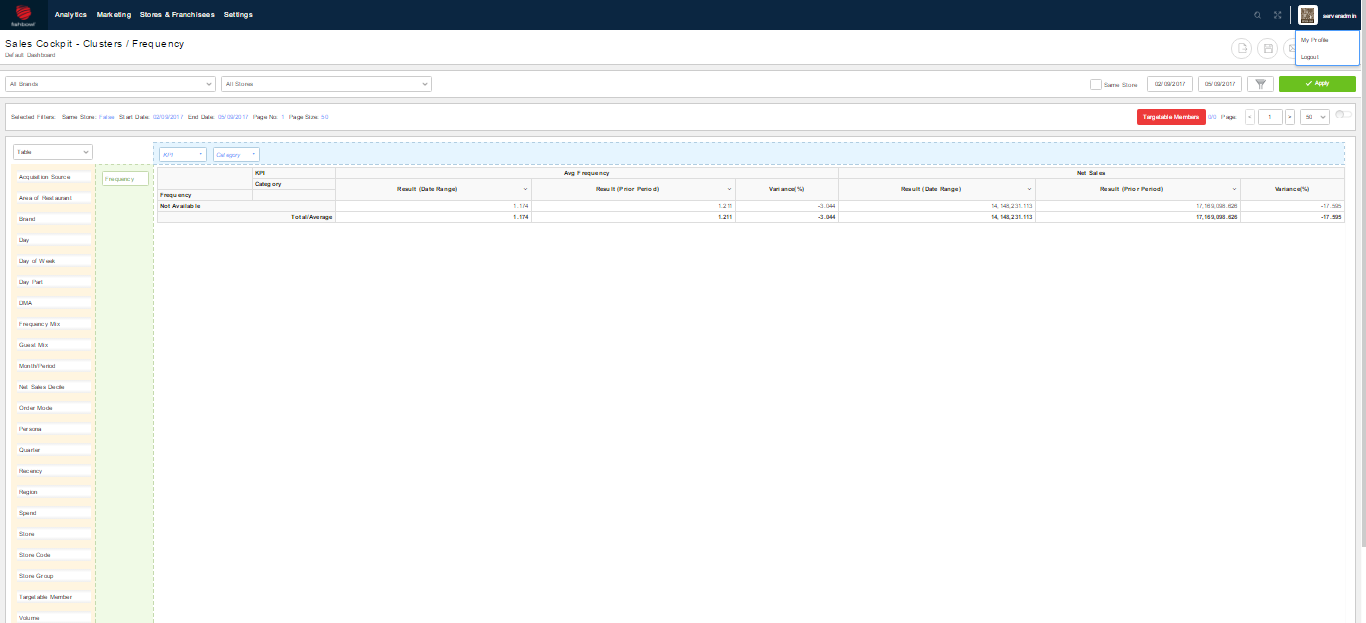 fishbowl
Analytics Marketing Stores & Franchisees Settings
serveradmin
My Profile
Logout
Sales Cockpit - Clusters / Frequency
Default Dashboard
All Brands
All Stores
Same Store
02/09/2017
05/09/2017
Apply
Selected Filters: Same Store: False Start Date: 02/09/2017 End Date: 05/09/2017 Page No: 1 Page Size: 50
Targetable Members 0/0 Page: < 1 > 50
Table
KPI
Category
Acquisition Source
Area of Restaurant
Brand
Day
Day of Week
Day Part
DMA
Frequency Mix
Guest Mix
Month/Period
Net Sales Decile
Order Mode
Persona
Quarter
Recency
Region
Spend
Store
Store Code
Store Group
Targetable Member
Volume
Frequency
KPI Avg Frequency Net Sales
Category
Result (Date Range) Result (Prior Period) Variance(%) Result (Date Range) Result (Prior Period) Variance(%)
Frequency
Not Available 1.174 1.211 -3.044 14,148,231.113 17,169,098.626 -17.595
Total/Average 1.174 1.211 -3.044 14,148,231.113 17,169,098.626 -17.595